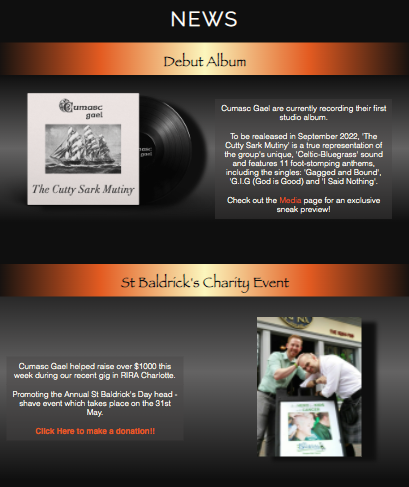 NEWS
Debut Album
Cumasc
gael
The Cutty Sark Mutiny
Cumasc Gael are currently recording their first
studio album.
To be realeased in September 2022, 'The
Cutty Sark Mutiny' is a true representation of
the group's unique, 'Celtic-Bluegrass' sound
and features 11 foot-stomping anthems,
including the singles: 'Gagged and Bound',
'G.I.G (God is Good) and 'I Said Nothing'.
Check out the Media page for an exclusive
sneak preview!
St Baldrick's Charity Event
Cumasc Gael helped raise over $1000 this
week during our recent gig in RIRA Charlotte.
Promoting the Annual St Baldrick's Day head -
shave event which takes place on the 31st
May.
Click Here to make a donation!!